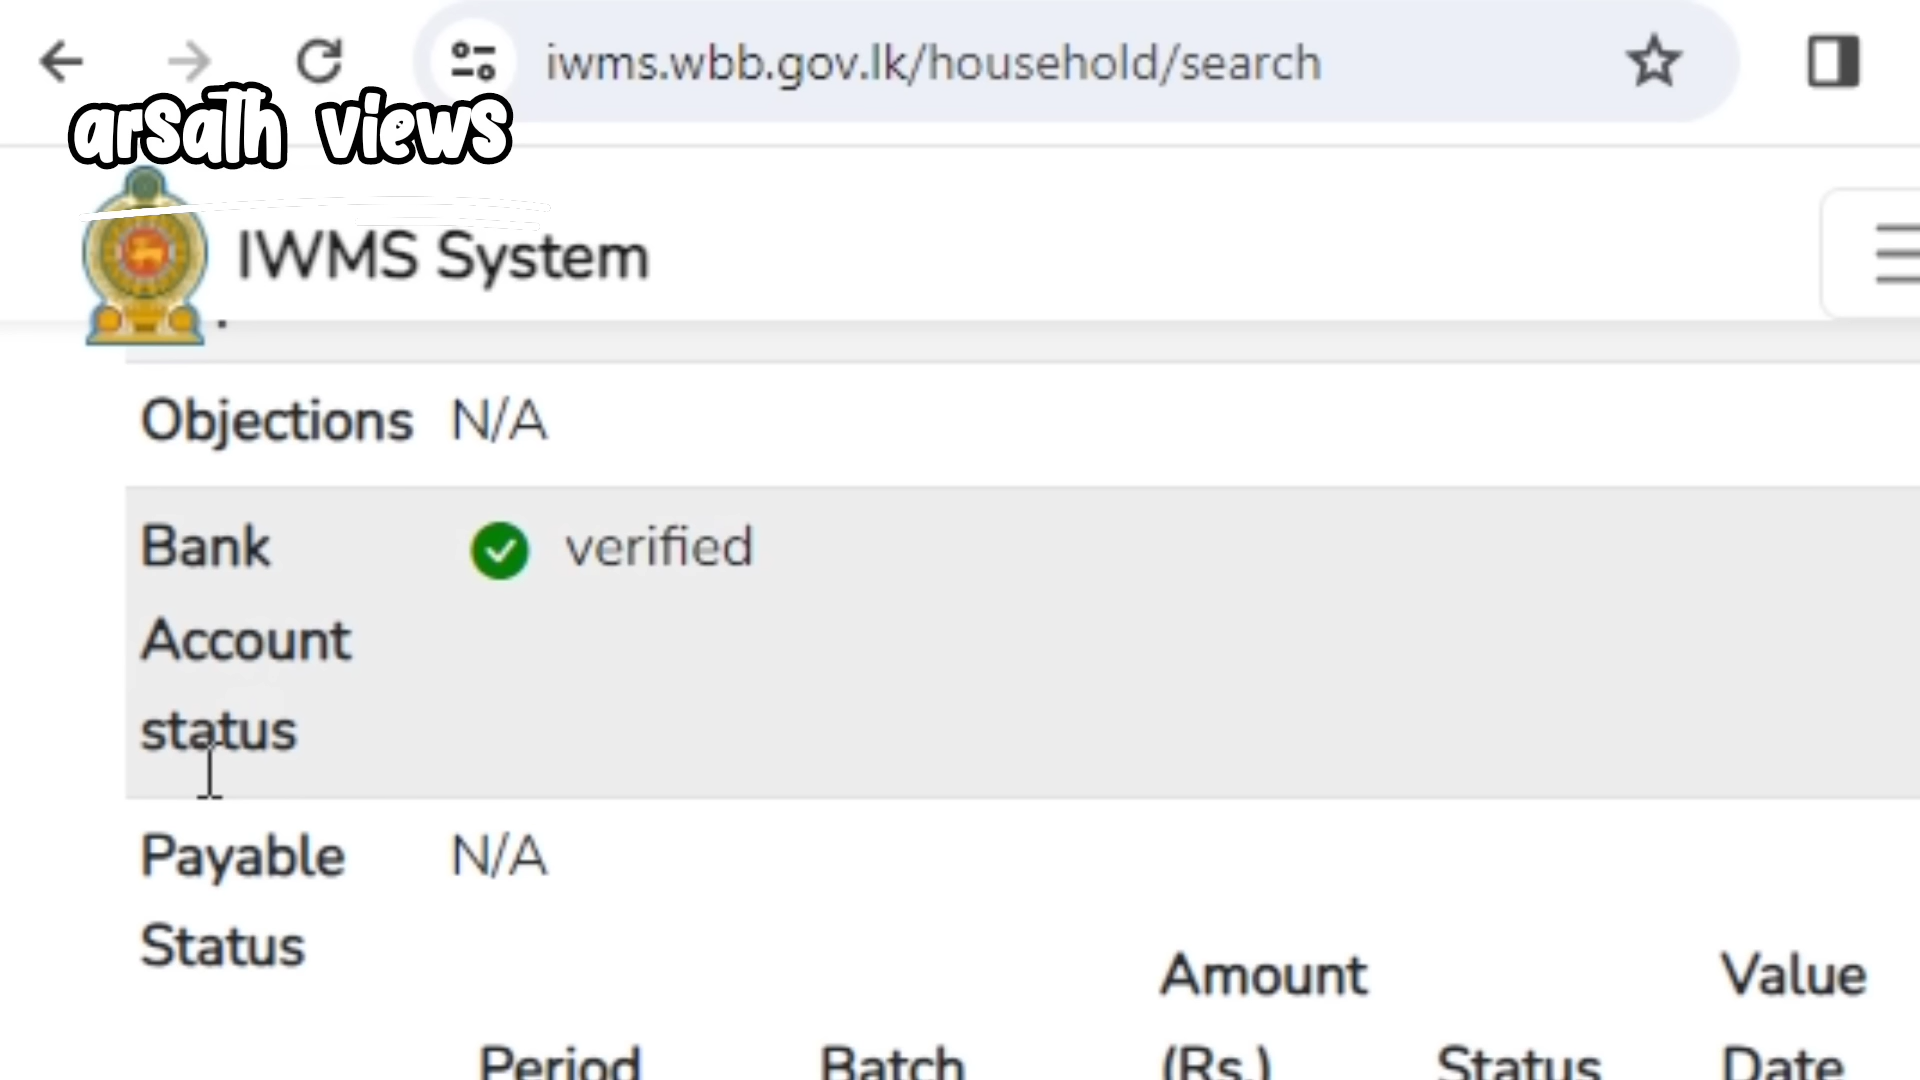 iwms.wbb.gov.lk/household/search
arsath views
IWMS System
Objections N/A
Bank Account status verified
Payable Status N/A
Period Batch Amount (Rs.) Status Value Date